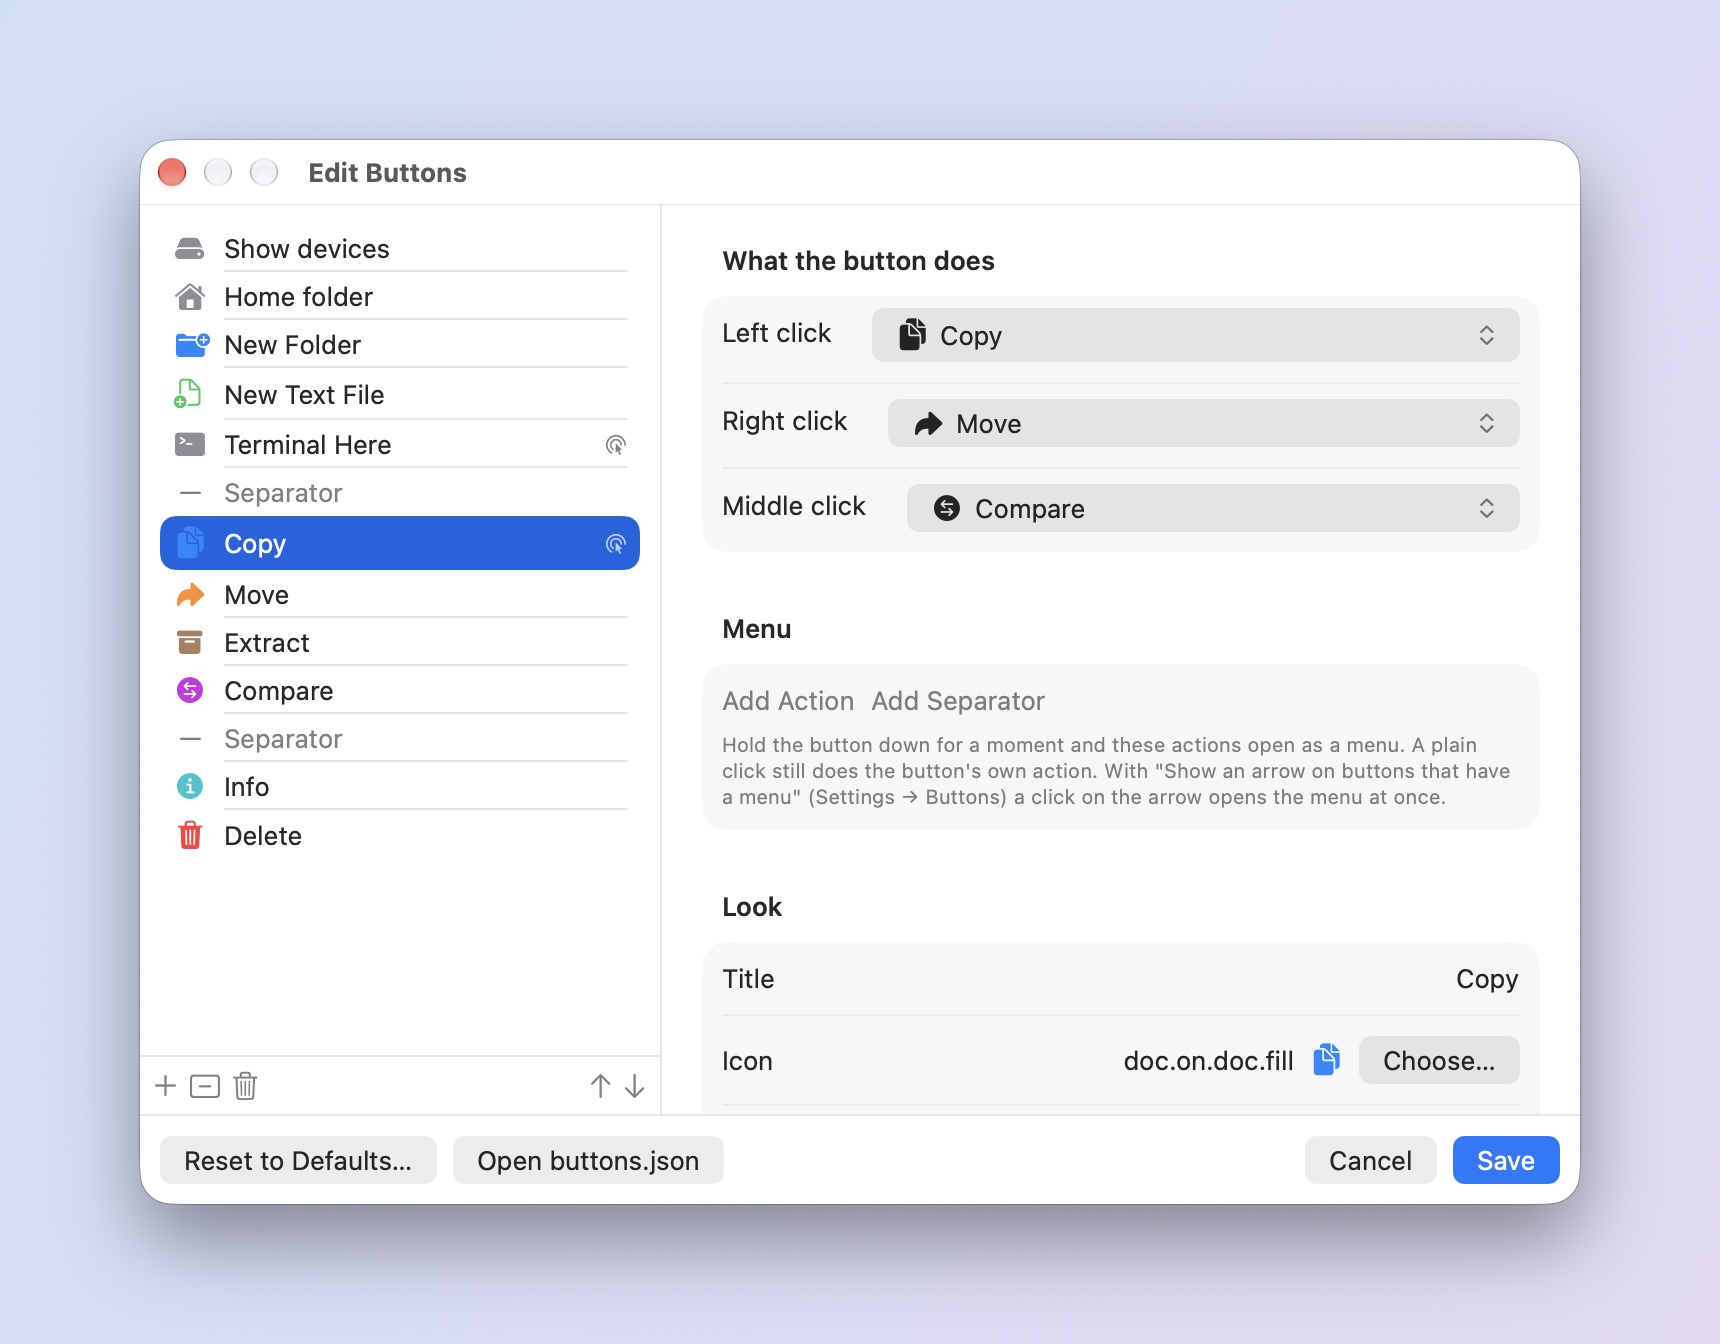 Edit Buttons
Show devices
Home folder
New Folder
New Text File
Terminal Here
Separator
Copy
Move
Extract
Compare
Separator
Info
Delete
What the button does
Left click Copy
Right click Move
Middle click Compare
Menu
Add Action Add Separator
Hold the button down for a moment and these actions open as a menu. A plain
click still does the button's own action. With "Show an arrow on buttons that have
a menu" (Settings → Buttons) a click on the arrow opens the menu at once.
Look
Title Copy
Icon doc.on.doc.fill Choose...
Reset to Defaults... Open buttons.json Cancel Save